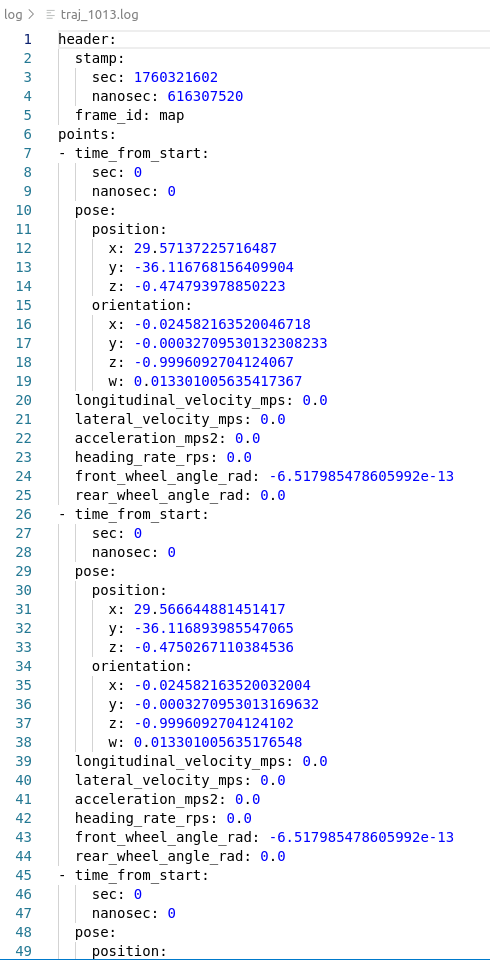 log > traj_1013.log
1 header:
2 stamp:
3 sec: 1760321602
4 nanosec: 616307520
5 frame_id: map
6 points:
7 - time_from_start:
8 sec: 0
9 nanosec: 0
10 pose:
11 position:
12 x: 29.57137225716487
13 y: -36.116768156409904
14 z: -0.474793978850223
15 orientation:
16 x: -0.024582163520046718
17 y: -0.00032709530132308233
18 z: -0.9996092704124067
19 w: 0.013301005635417367
20 longitudinal_velocity_mps: 0.0
21 lateral_velocity_mps: 0.0
22 acceleration_mps2: 0.0
23 heading_rate_rps: 0.0
24 front_wheel_angle_rad: -6.517985478605992e-13
25 rear_wheel_angle_rad: 0.0
26 - time_from_start:
27 sec: 0
28 nanosec: 0
29 pose:
30 position:
31 x: 29.566644881451417
32 y: -36.116893985547065
33 z: -0.4750267110384536
34 orientation:
35 x: -0.024582163520032004
36 y: -0.0003270953013169632
37 z: -0.9996092704124102
38 w: 0.013301005635176548
39 longitudinal_velocity_mps: 0.0
40 lateral_velocity_mps: 0.0
41 acceleration_mps2: 0.0
42 heading_rate_rps: 0.0
43 front_wheel_angle_rad: -6.517985478605992e-13
44 rear_wheel_angle_rad: 0.0
45 - time_from_start:
46 sec: 0
47 nanosec: 0
48 pose:
49 position: